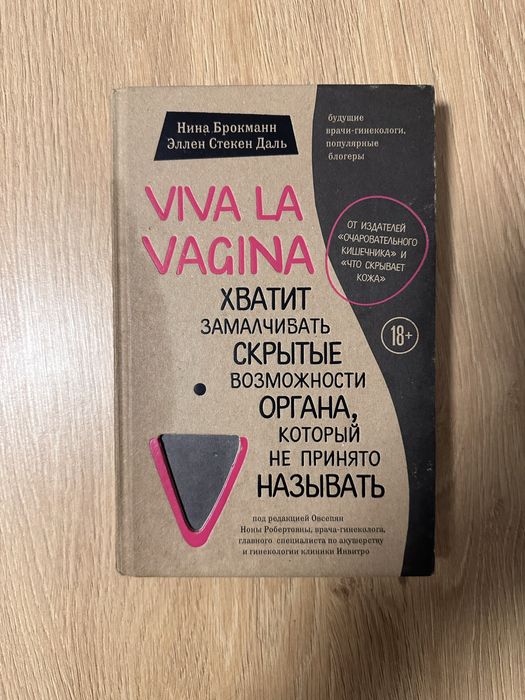 Нина Брокманн
Эллен Стекен Даль
будущие
врачи-гинекологи,
популярные
блогеры
VIVA LA
VAGINA
ОТ ИЗДАТЕЛЕЙ
«ОЧАРОВАТЕЛЬНОГО
КИШЕЧНИКА» И
«ЧТО СКРЫВАЕТ
КОЖА»
18+
ХВАТИТ
ЗАМАЛЧИВАТЬ
СКРЫТЫЕ
ВОЗМОЖНОСТИ
ОРГАНА,
КОТОРЫЙ
НЕ ПРИНЯТО
НАЗЫВАТЬ
под редакцией Овсепян
Ноны Робертовны, врача-гинеколога,
главного специалиста по акушерству
и гинекологии клиники Инвитро